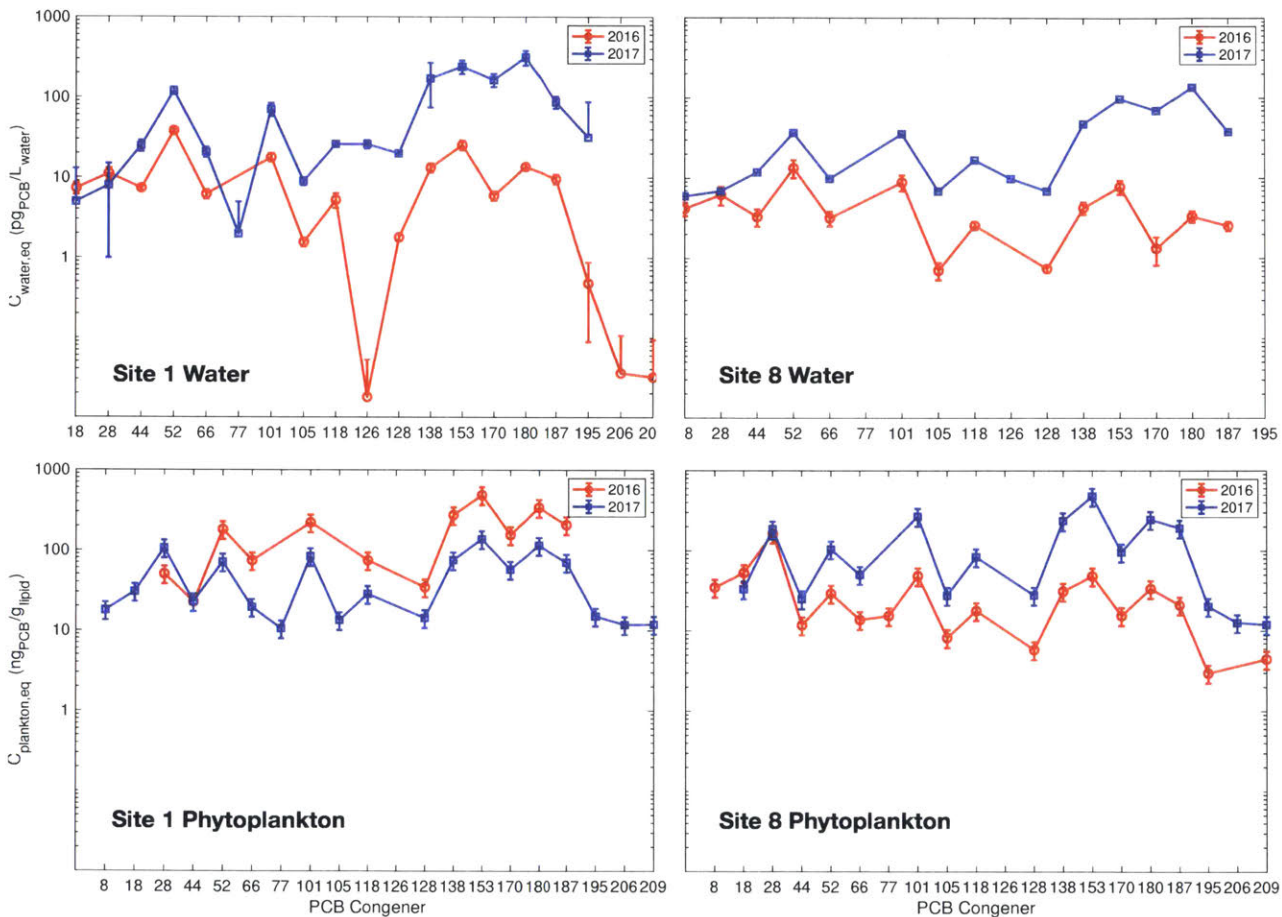 1000
100
10
1
C_water,eq (pg_PCB/L_water)
2016
2017
Site 1 Water
18 28 44 52 66 77 101 105 118 126 128 138 153 170 180 187 195 206 20
2016
2017
Site 8 Water
8 28 44 52 66 77 101 105 118 126 128 138 153 170 180 187 195
1000
100
10
1
C_plankton,eq (ng_PCB/g_lipid)
2016
2017
Site 1 Phytoplankton
8 18 28 44 52 66 77 101 105 118 126 128 138 153 170 180 187 195 206 209
PCB Congener
2016
2017
Site 8 Phytoplankton
8 18 28 44 52 66 77 101 105 118 126 128 138 153 170 180 187 195 206 209
PCB Congener